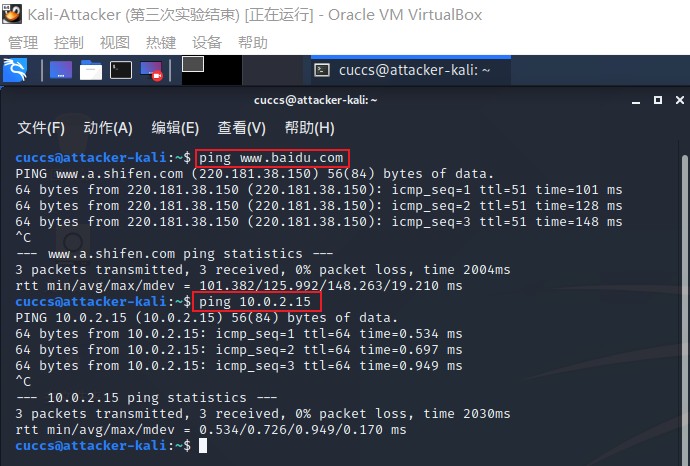 Kali-Attacker (第三次实验结束) [正在运行] - Oracle VM VirtualBox
管理 控制 视图 热键 设备 帮助
cuccs@attacker-kali: ~
cuccs@attacker-kali: ~
文件(F) 动作(A) 编辑(E) 查看(V) 帮助(H)
cuccs@attacker-kali:~$ ping www.baidu.com
PING www.a.shifen.com (220.181.38.150) 56(84) bytes of data.
64 bytes from 220.181.38.150 (220.181.38.150): icmp_seq=1 ttl=51 time=101 ms
64 bytes from 220.181.38.150 (220.181.38.150): icmp_seq=2 ttl=51 time=128 ms
64 bytes from 220.181.38.150 (220.181.38.150): icmp_seq=3 ttl=51 time=148 ms
^C
--- www.a.shifen.com ping statistics ---
3 packets transmitted, 3 received, 0% packet loss, time 2004ms
rtt min/avg/max/mdev = 101.382/125.992/148.263/19.210 ms
cuccs@attacker-kali:~$ ping 10.0.2.15
PING 10.0.2.15 (10.0.2.15) 56(84) bytes of data.
64 bytes from 10.0.2.15: icmp_seq=1 ttl=64 time=0.534 ms
64 bytes from 10.0.2.15: icmp_seq=2 ttl=64 time=0.697 ms
64 bytes from 10.0.2.15: icmp_seq=3 ttl=64 time=0.949 ms
^C
--- 10.0.2.15 ping statistics ---
3 packets transmitted, 3 received, 0% packet loss, time 2030ms
rtt min/avg/max/mdev = 0.534/0.726/0.949/0.170 ms
cuccs@attacker-kali:~$